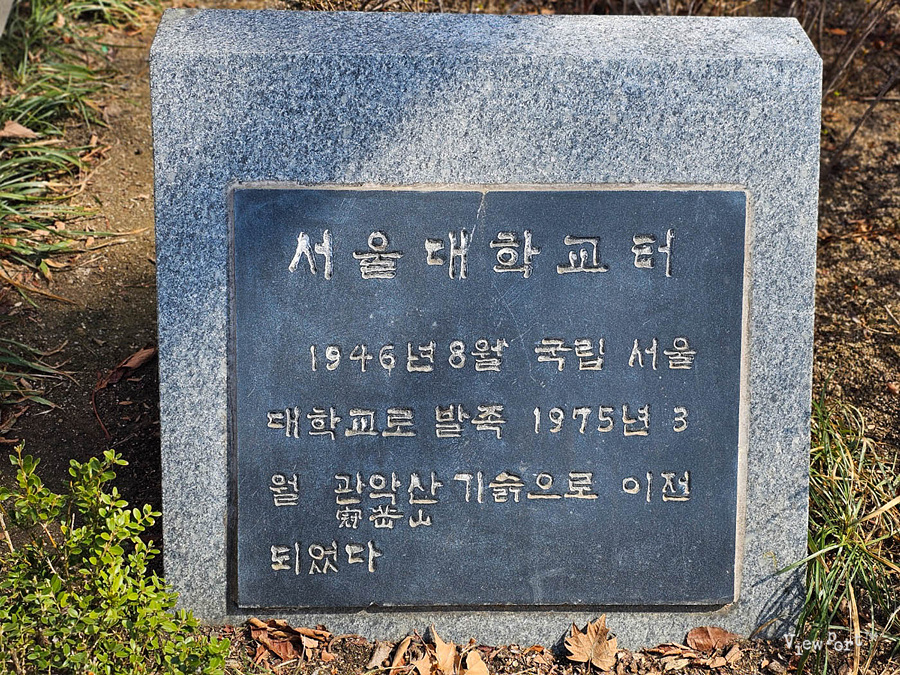 서울대학교터
1946년8월 국립 서울
대학교로 발족 1975년 3
월 관악산기슭으로 이전
冠岳山
되었다
ViewPort